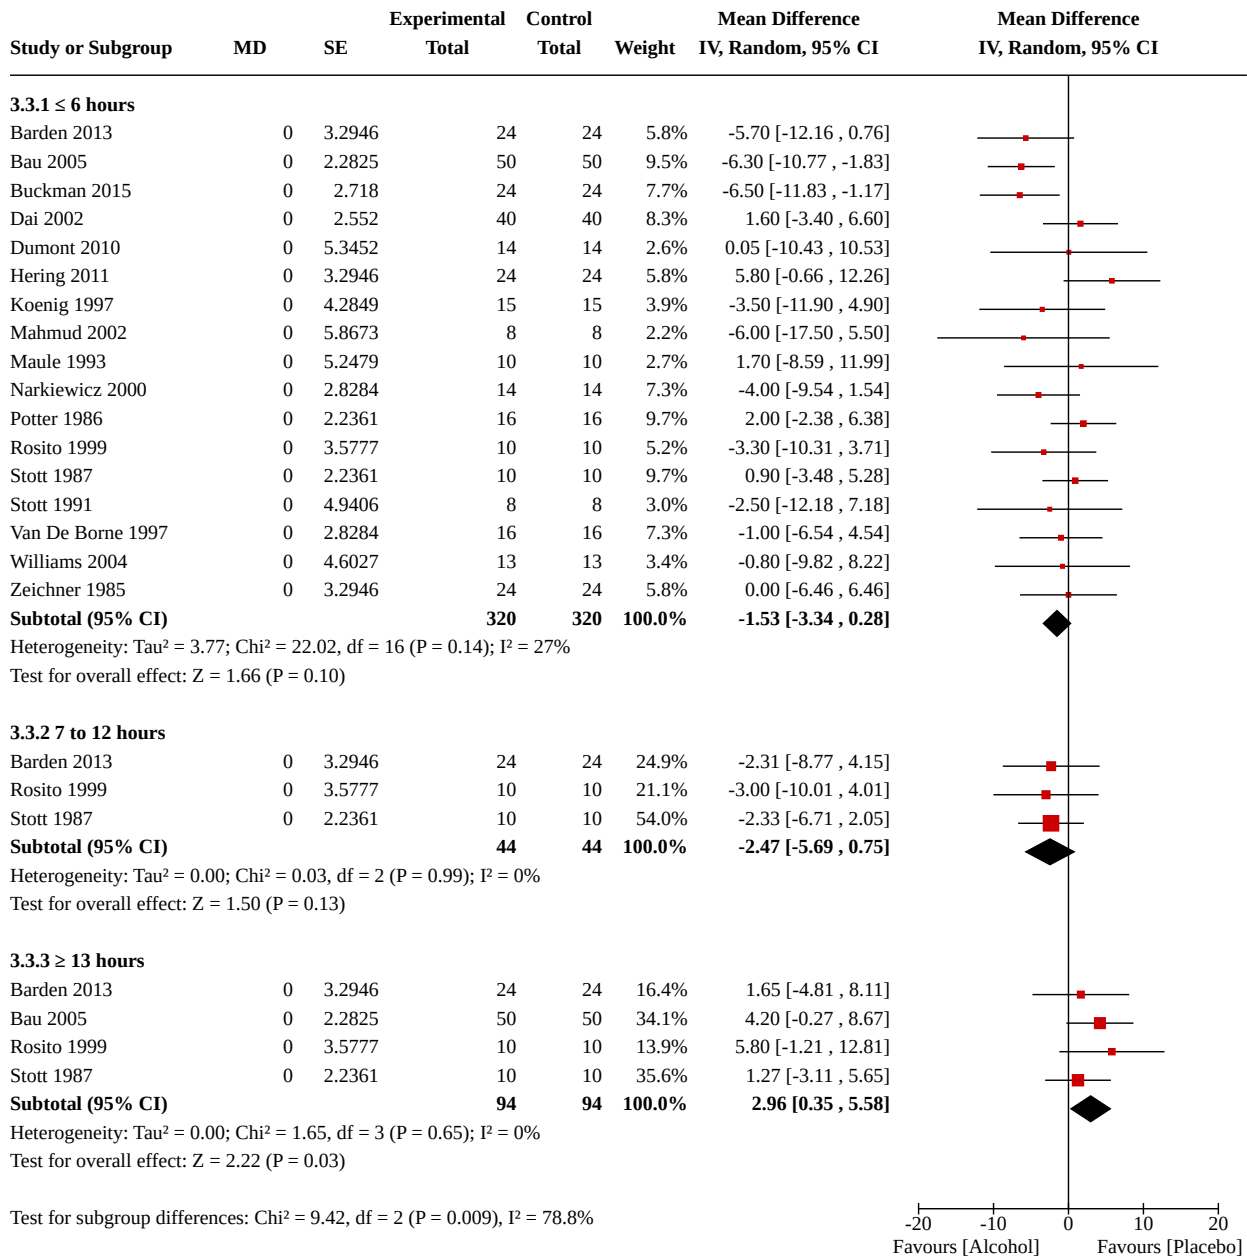 Experimental Control Mean Difference Mean Difference
Study or Subgroup MD SE Total Total Weight IV, Random, 95% CI IV, Random, 95% CI
3.3.1 ≤ 6 hours
Barden 2013 0 3.2946 24 24 5.8% -5.70 [-12.16 , 0.76]
Bau 2005 0 2.2825 50 50 9.5% -6.30 [-10.77 , -1.83]
Buckman 2015 0 2.718 24 24 7.7% -6.50 [-11.83 , -1.17]
Dai 2002 0 2.552 40 40 8.3% 1.60 [-3.40 , 6.60]
Dumont 2010 0 5.3452 14 14 2.6% 0.05 [-10.43 , 10.53]
Hering 2011 0 3.2946 24 24 5.8% 5.80 [-0.66 , 12.26]
Koenig 1997 0 4.2849 15 15 3.9% -3.50 [-11.90 , 4.90]
Mahmud 2002 0 5.8673 8 8 2.2% -6.00 [-17.50 , 5.50]
Maule 1993 0 5.2479 10 10 2.7% 1.70 [-8.59 , 11.99]
Narkiewicz 2000 0 2.8284 14 14 7.3% -4.00 [-9.54 , 1.54]
Potter 1986 0 2.2361 16 16 9.7% 2.00 [-2.38 , 6.38]
Rosito 1999 0 3.5777 10 10 5.2% -3.30 [-10.31 , 3.71]
Stott 1987 0 2.2361 10 10 9.7% 0.90 [-3.48 , 5.28]
Stott 1991 0 4.9406 8 8 3.0% -2.50 [-12.18 , 7.18]
Van De Borne 1997 0 2.8284 16 16 7.3% -1.00 [-6.54 , 4.54]
Williams 2004 0 4.6027 13 13 3.4% -0.80 [-9.82 , 8.22]
Zeichner 1985 0 3.2946 24 24 5.8% 0.00 [-6.46 , 6.46]
Subtotal (95% CI) 320 320 100.0% -1.53 [-3.34 , 0.28]
Heterogeneity: Tau² = 3.77; Chi² = 22.02, df = 16 (P = 0.14); I² = 27%
Test for overall effect: Z = 1.66 (P = 0.10)
3.3.2 7 to 12 hours
Barden 2013 0 3.2946 24 24 24.9% -2.31 [-8.77 , 4.15]
Rosito 1999 0 3.5777 10 10 21.1% -3.00 [-10.01 , 4.01]
Stott 1987 0 2.2361 10 10 54.0% -2.33 [-6.71 , 2.05]
Subtotal (95% CI) 44 44 100.0% -2.47 [-5.69 , 0.75]
Heterogeneity: Tau² = 0.00; Chi² = 0.03, df = 2 (P = 0.99); I² = 0%
Test for overall effect: Z = 1.50 (P = 0.13)
3.3.3 ≥ 13 hours
Barden 2013 0 3.2946 24 24 16.4% 1.65 [-4.81 , 8.11]
Bau 2005 0 2.2825 50 50 34.1% 4.20 [-0.27 , 8.67]
Rosito 1999 0 3.5777 10 10 13.9% 5.80 [-1.21 , 12.81]
Stott 1987 0 2.2361 10 10 35.6% 1.27 [-3.11 , 5.65]
Subtotal (95% CI) 94 94 100.0% 2.96 [0.35 , 5.58]
Heterogeneity: Tau² = 0.00; Chi² = 1.65, df = 3 (P = 0.65); I² = 0%
Test for overall effect: Z = 2.22 (P = 0.03)
Test for subgroup differences: Chi² = 9.42, df = 2 (P = 0.009), I² = 78.8%
-20 -10 0 10 20
Favours [Alcohol] Favours [Placebo]